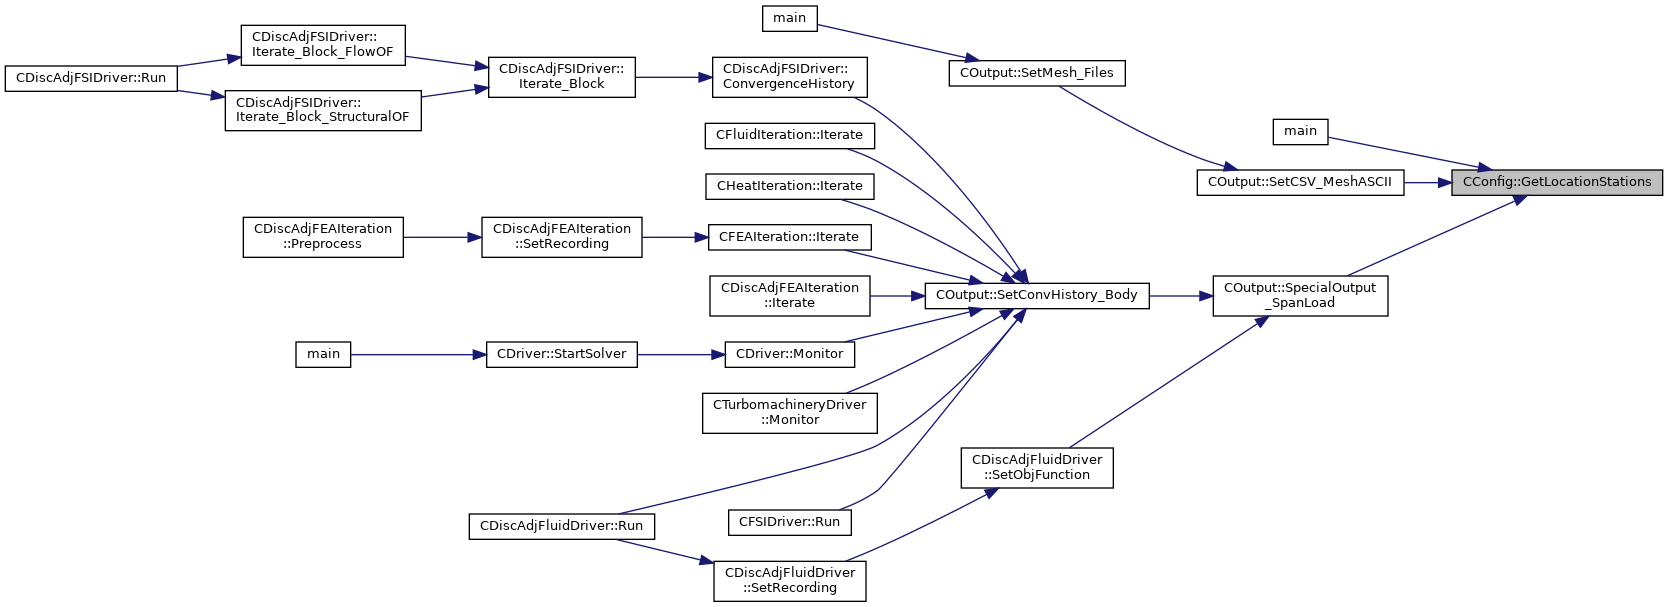 main
CDiscAdjFSIDriver::
Iterate_Block_FlowOF
CDiscAdjFSIDriver::Run
CDiscAdjFSIDriver::
Iterate_Block_StructuralOF
CDiscAdjFSIDriver::
Iterate_Block
CDiscAdjFSIDriver::
ConvergenceHistory
COutput::SetMesh_Files
CFluidIteration::Iterate
main
CHeatIteration::Iterate
COutput::SetCSV_MeshASCII
CConfig::GetLocationStations
CDiscAdjFEAIteration
::Preprocess
CDiscAdjFEAIteration
::SetRecording
CFEAIteration::Iterate
CDiscAdjFEAIteration
::Iterate
COutput::SetConvHistory_Body
COutput::SpecialOutput
_SpanLoad
main
CDriver::StartSolver
CDriver::Monitor
CTurbomachineryDriver
::Monitor
CDiscAdjFluidDriver
::SetObjFunction
CDiscAdjFluidDriver::Run
CFSIDriver::Run
CDiscAdjFluidDriver
::SetRecording